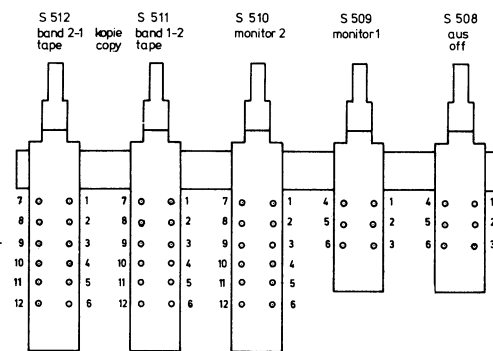 S 512 S 511 S 510 S 509 S 508
band 2-1 kopie band 1-2 monitor 2 monitor 1 aus
tape copy tape off
7 1 7 1 7 1 4 1 4 1
8 2 8 2 8 2 5 2 5 2
9 3 9 3 9 3 6 3 6 3
10 4 10 4 10 4
11 5 11 5 11 5
12 6 12 6 12 6